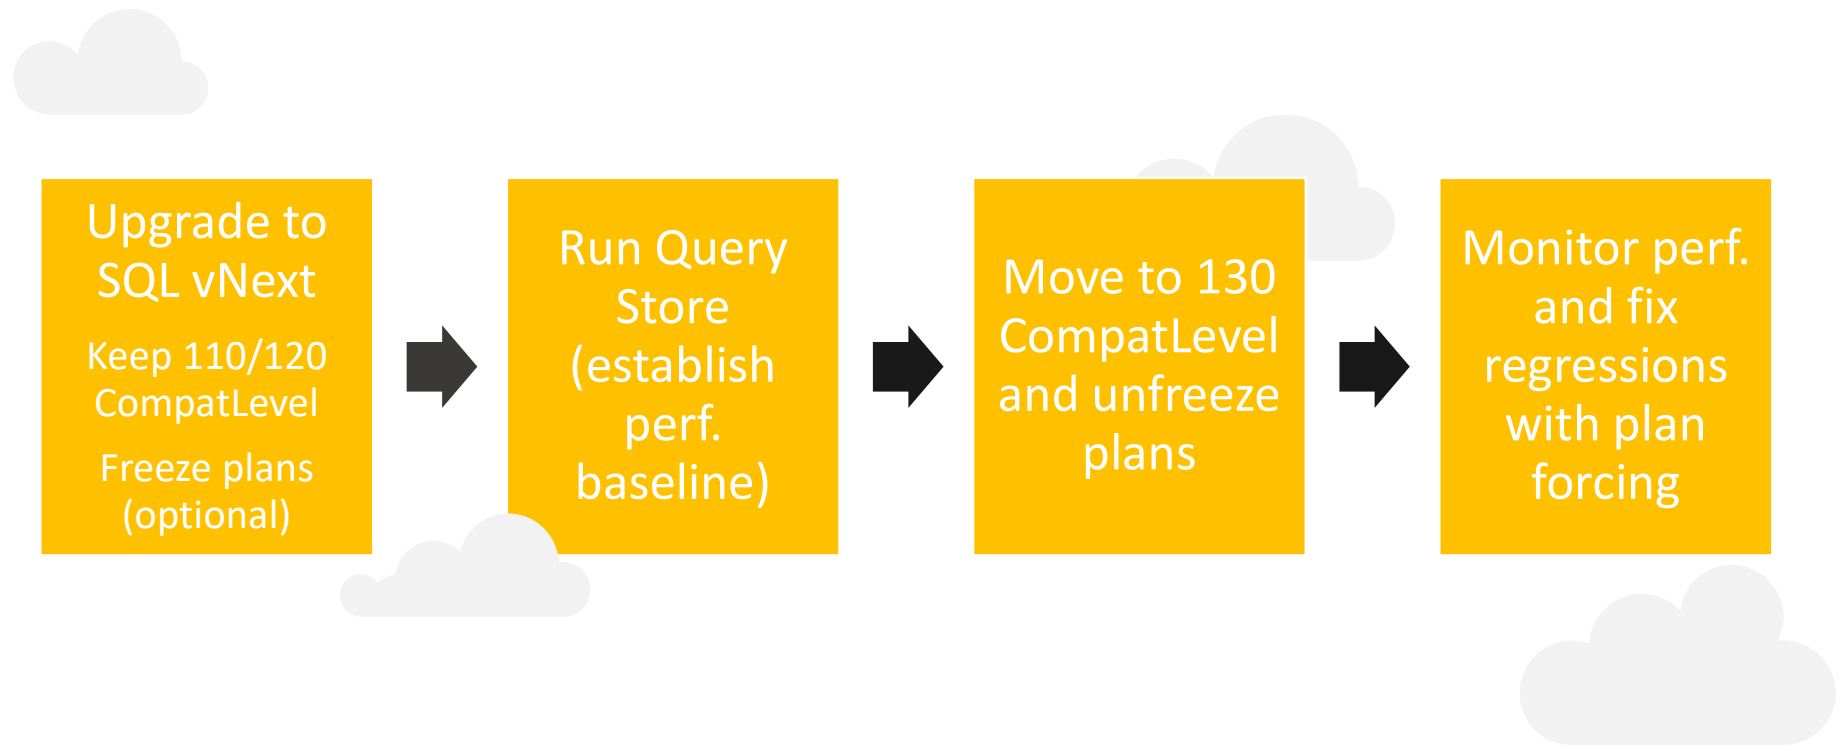 Upgrade to
SQL vNext
Keep 110/120
CompatLevel
Freeze plans
(optional)
Run Query
Store
(establish
perf.
baseline)
Move to 130
CompatLevel
and unfreeze
plans
Monitor perf.
and fix
regressions
with plan
forcing